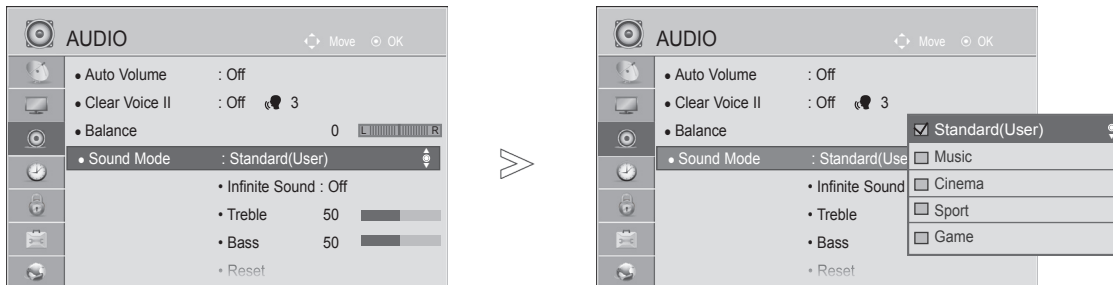 AUDIO
Move OK
• Auto Volume : Off
• Clear Voice II : Off 3
• Balance 0 L R
• Sound Mode : Standard(User)
• Infinite Sound : Off
• Treble 50
• Bass 50
• Reset
AUDIO
Move OK
• Auto Volume : Off
• Clear Voice II : Off 3
• Balance
• Sound Mode : Standard(Use
• Infinite Sound
• Treble
• Bass
• Reset
Standard(User)
Music
Cinema
Sport
Game